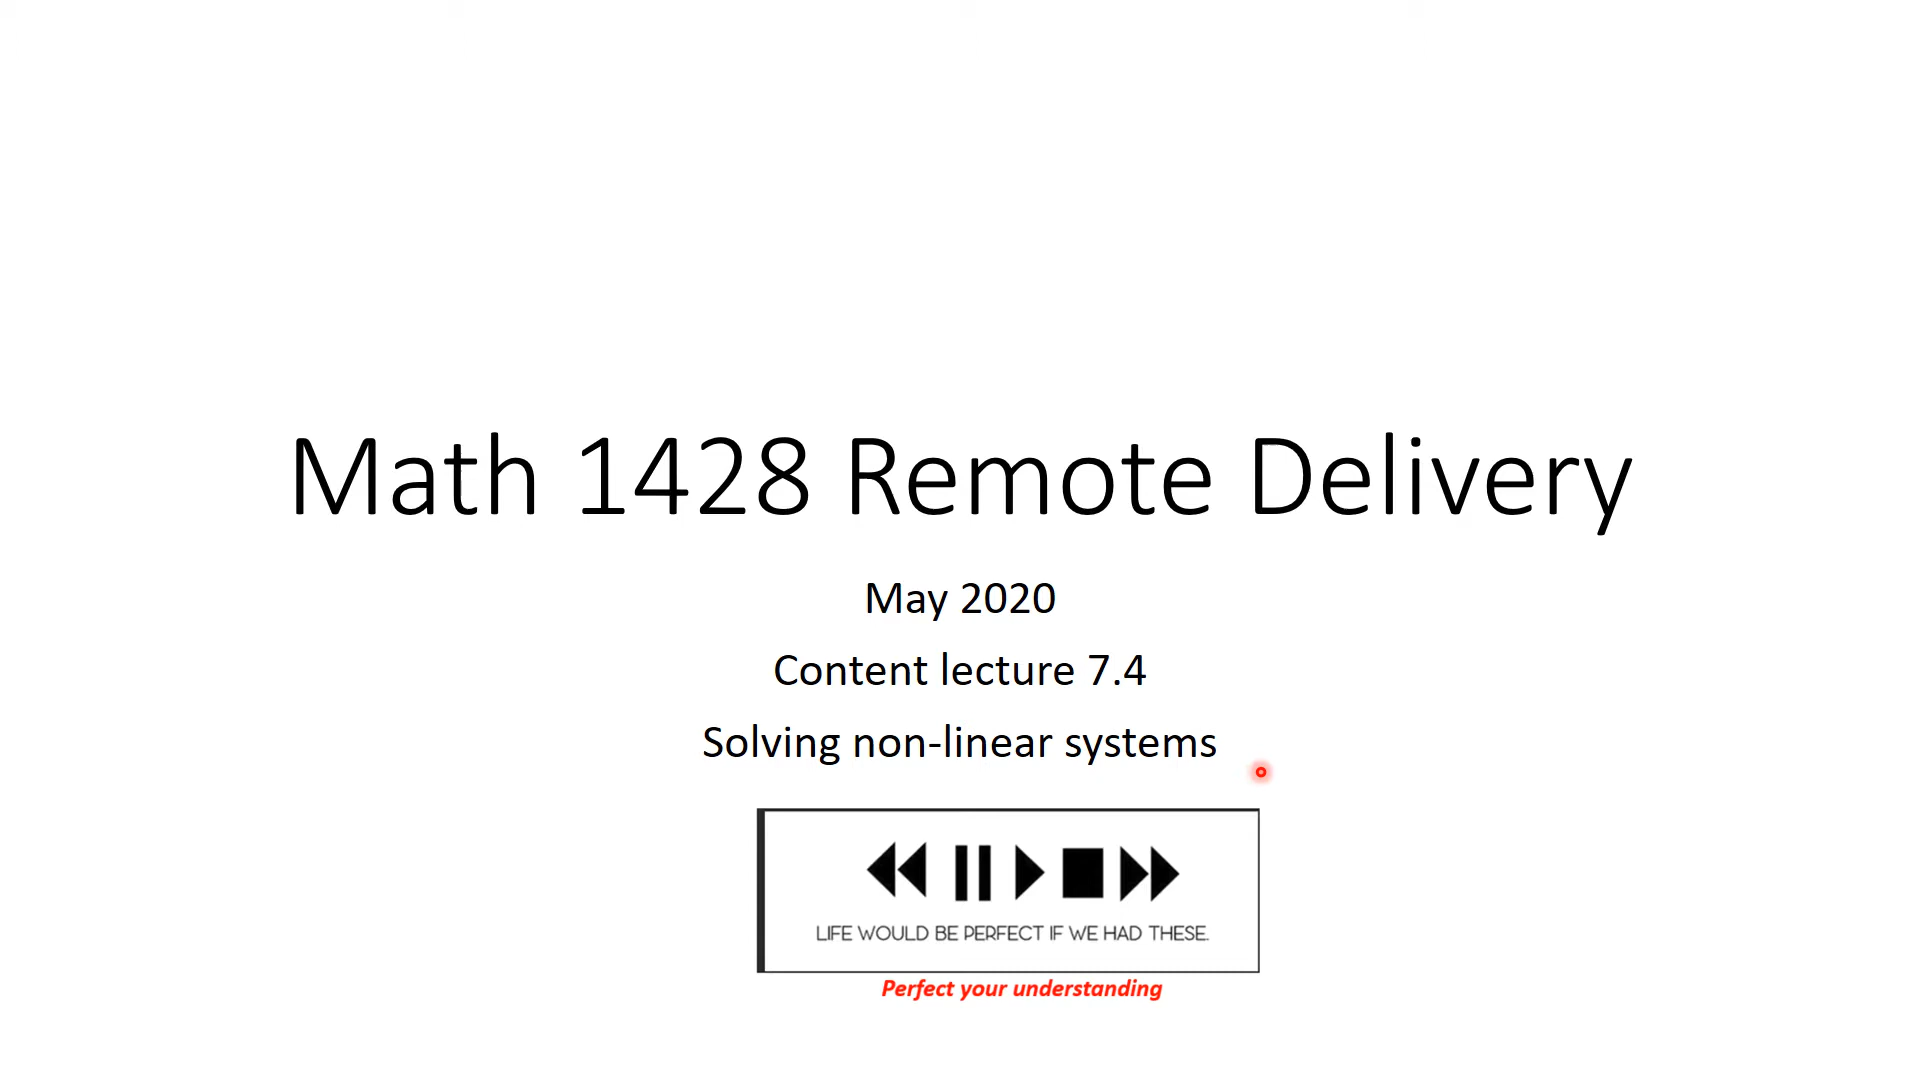 Math 1428 Remote Delivery
May 2020
Content lecture 7.4
Solving non-linear systems
LIFE WOULD BE PERFECT IF WE HAD THESE.
Perfect your understanding